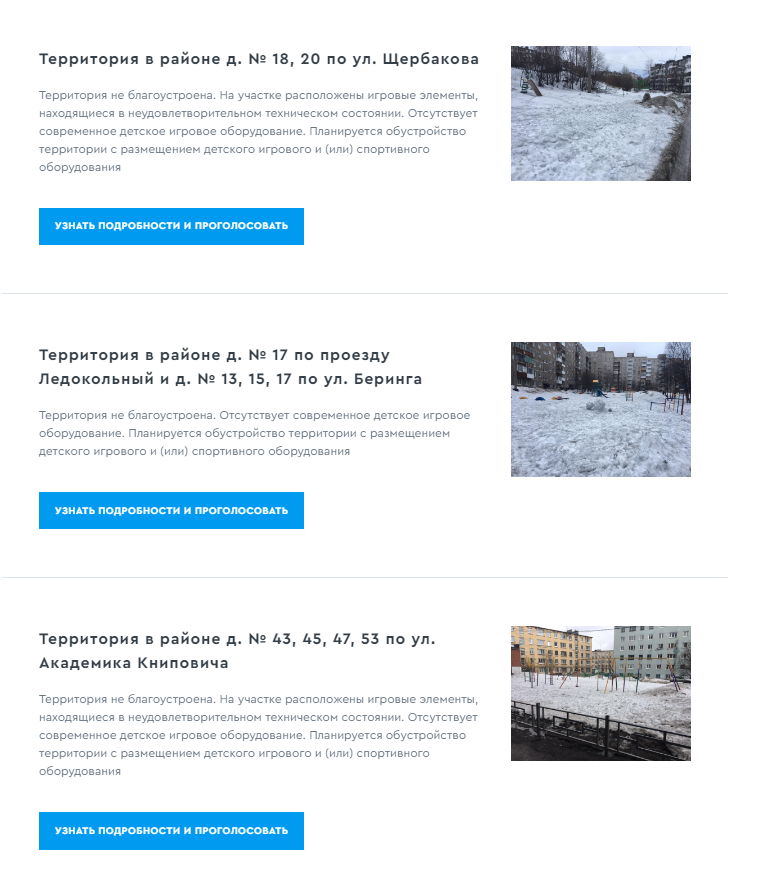 Территория в районе д. № 18, 20 по ул. Щербакова
Территория не благоустроена. На участке расположены игровые элементы,
находящиеся в неудовлетворительном техническом состоянии. Отсутствует
современное детское игровое оборудование. Планируется обустройство
территории с размещением детского игрового и (или) спортивного
оборудования
УЗНАТЬ ПОДРОБНОСТИ И ПРОГОЛОСОВАТЬ
Территория в районе д. № 17 по проезду
Ледокольный и д. № 13, 15, 17 по ул. Беринга
Территория не благоустроена. Отсутствует современное детское игровое
оборудование. Планируется обустройство территории с размещением
детского игрового и (или) спортивного оборудования
УЗНАТЬ ПОДРОБНОСТИ И ПРОГОЛОСОВАТЬ
Территория в районе д. № 43, 45, 47, 53 по ул.
Академика Книповича
Территория не благоустроена. На участке расположены игровые элементы,
находящиеся в неудовлетворительном техническом состоянии. Отсутствует
современное детское игровое оборудование. Планируется обустройство
территории с размещением детского игрового и (или) спортивного
оборудования
УЗНАТЬ ПОДРОБНОСТИ И ПРОГОЛОСОВАТЬ